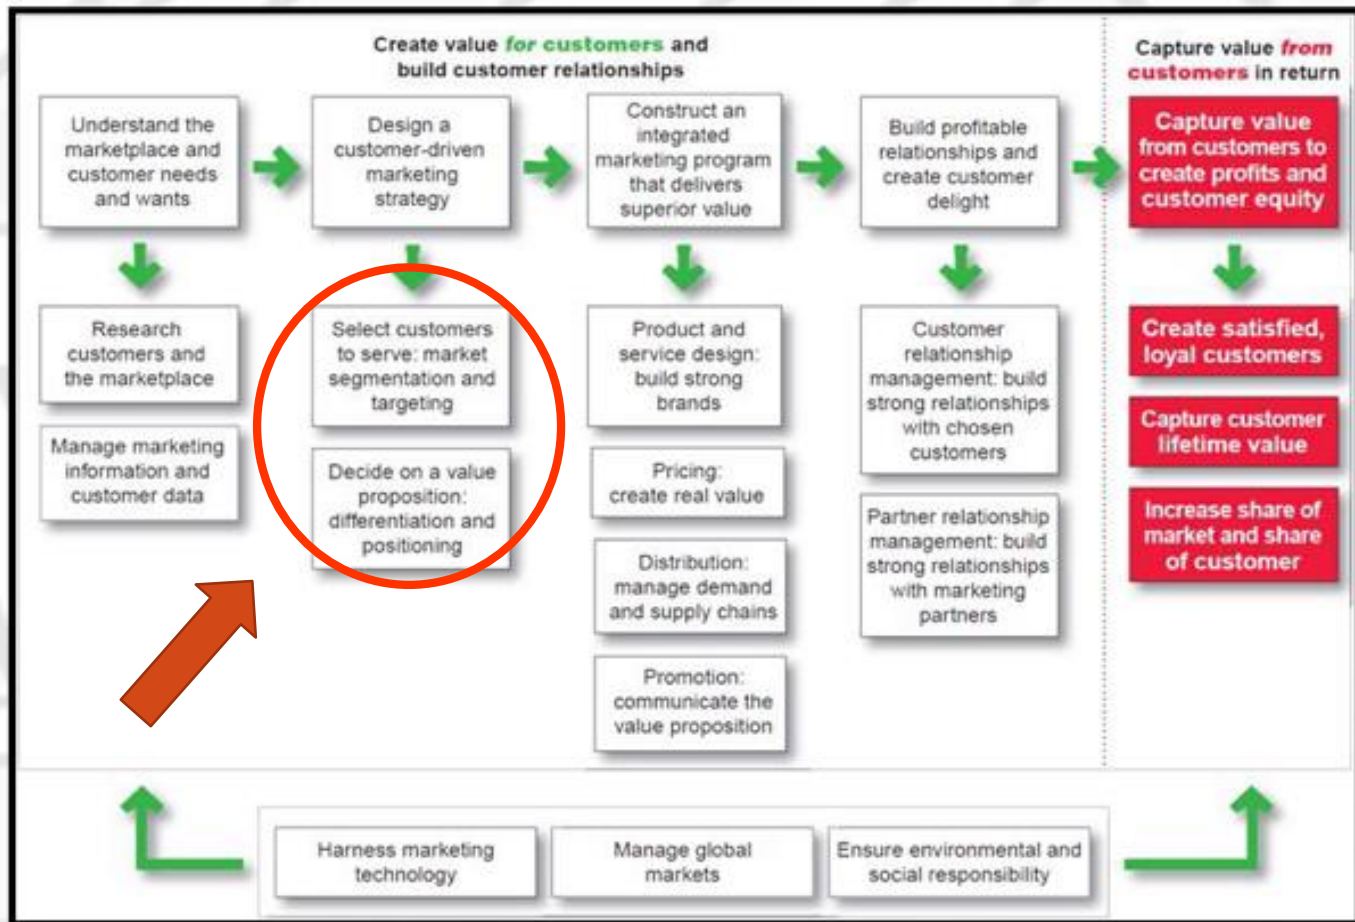 Create value for customers and
build customer relationships
Capture value from
customers in return
Understand the
marketplace and
customer needs
and wants
Design a
customer-driven
marketing
strategy
Construct an
integrated
marketing program
that delivers
superior value
Build profitable
relationships and
create customer
delight
Capture value
from customers to
create profits and
customer equity
Research
customers and
the marketplace
Manage marketing
information and
customer data
Select customers
to serve: market
segmentation and
targeting
Decide on a value
proposition:
differentiation and
positioning
Product and
service design:
build strong
brands
Pricing:
create real value
Distribution:
manage demand
and supply chains
Promotion:
communicate the
value proposition
Customer
relationship
management: build
strong relationships
with chosen
customers
Partner relationship
management: build
strong relationships
with marketing
partners
Create satisfied,
loyal customers
Capture customer
lifetime value
Increase share of
market and share
of customer
Harness marketing
technology
Manage global
markets
Ensure environmental and
social responsibility